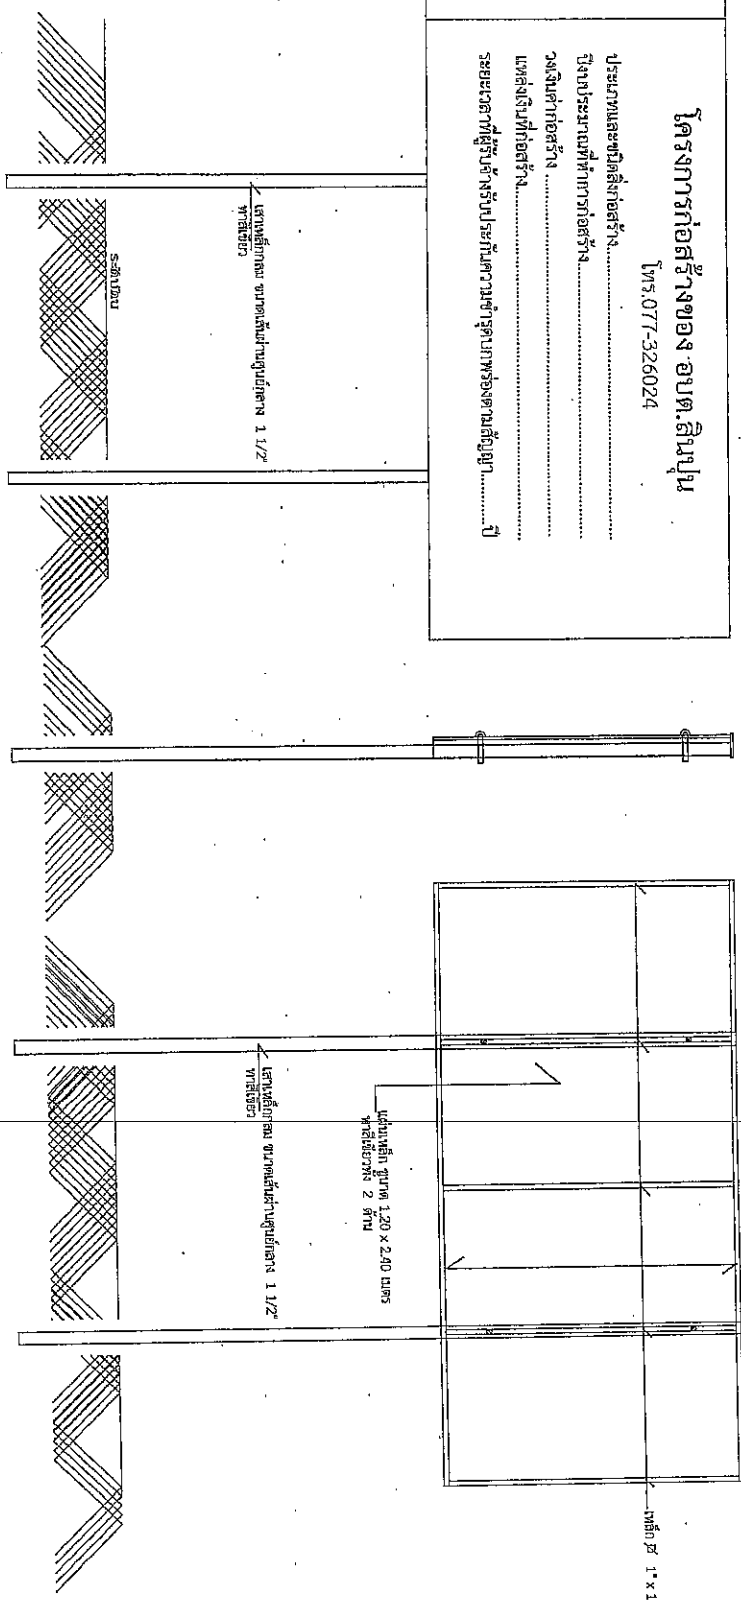 โครงการก่อสร้างของ อบต.สินปุน
โทร.077-326024
ประเภทและชนิดสิ่งก่อสร้าง
ปีงบประมาณที่ทำการก่อสร้าง
วงเงินค่าก่อสร้าง
แหล่งเงินที่ก่อสร้าง
ระยะเวลาที่ผู้รับจ้างรับประกันความชำรุดบกพร่องตามสัญญา..........ปี
เสาเหล็กกลม ขนาดเส้นผ่านศูนย์กลาง 1 1/2"
ทาสีเขียว
ระดับดิน
เหล็ก 1" x 1
แผ่นเหล็ก ขนาด 1.20 x 2.40 เมตร
ทาสีเขียวทั้ง 2 ด้าน
เสาเหล็กกลม ขนาดเส้นผ่านศูนย์กลาง 1 1/2"
ทาสีเขียว